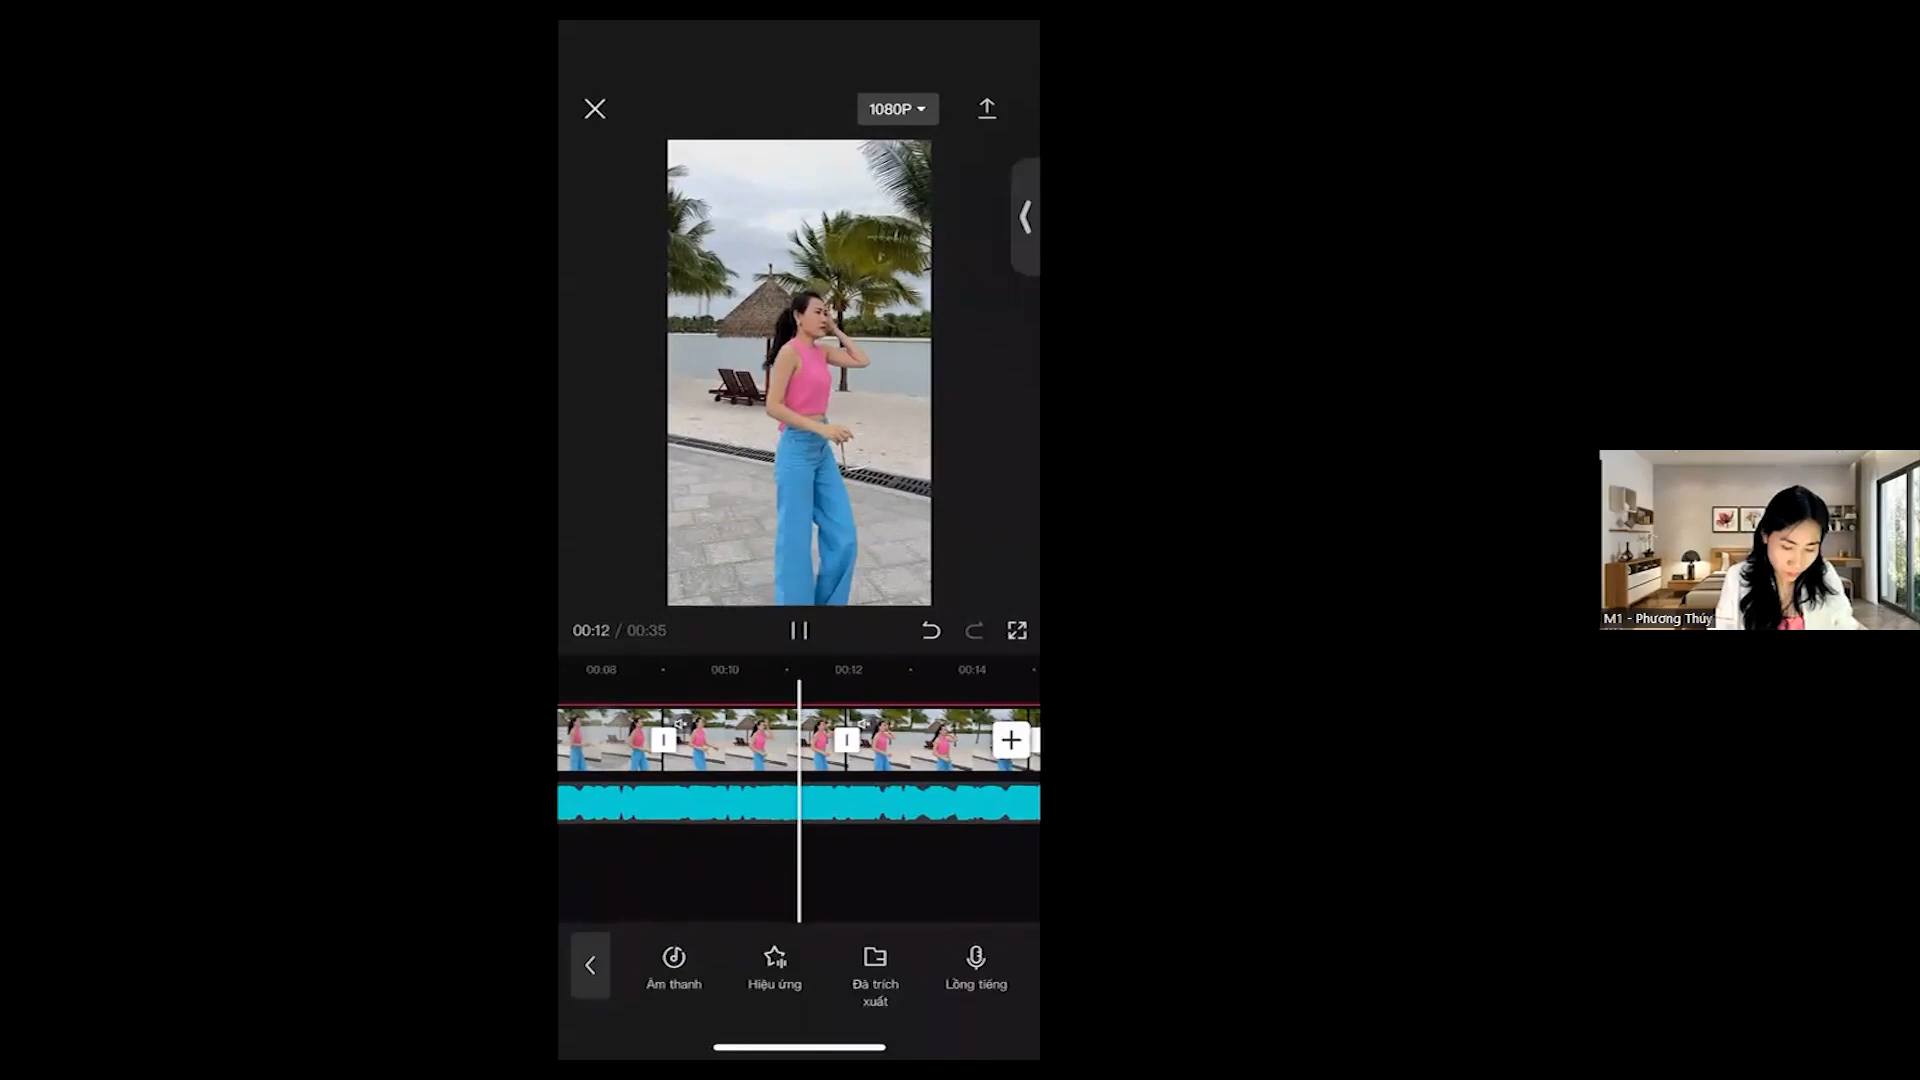 1080P
00:12 / 00:35
00:08
00:10
00:12
00:14
Âm thanh
Hiệu ứng
Đã trích
xuất
Lồng tiếng
M1 - Phương Thúy